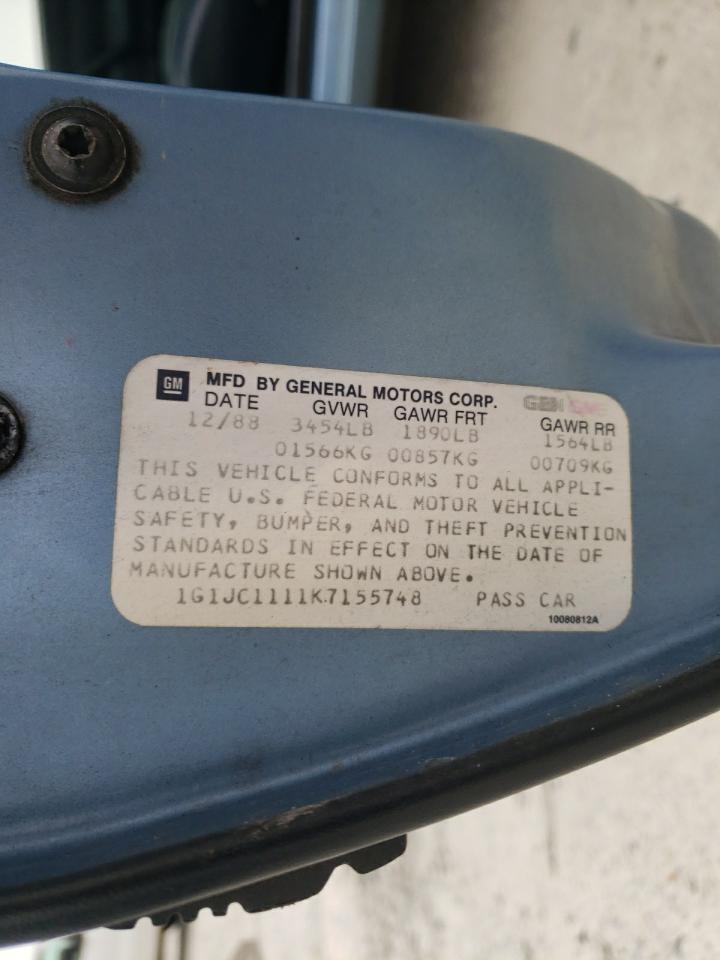 GM MFD BY GENERAL MOTORS CORP.
DATE GVWR GAWR FRT GAWR RR
12/88 3454LB 1890LB 1564LB
01566KG 00857KG 00709KG
THIS VEHICLE CONFORMS TO ALL APPLI-
CABLE U.S. FEDERAL MOTOR VEHICLE
SAFETY, BUMPER, AND THEFT PREVENTION
STANDARDS IN EFFECT ON THE DATE OF
MANUFACTURE SHOWN ABOVE.
1G1JC1111K7155748 PASS CAR
10080812A